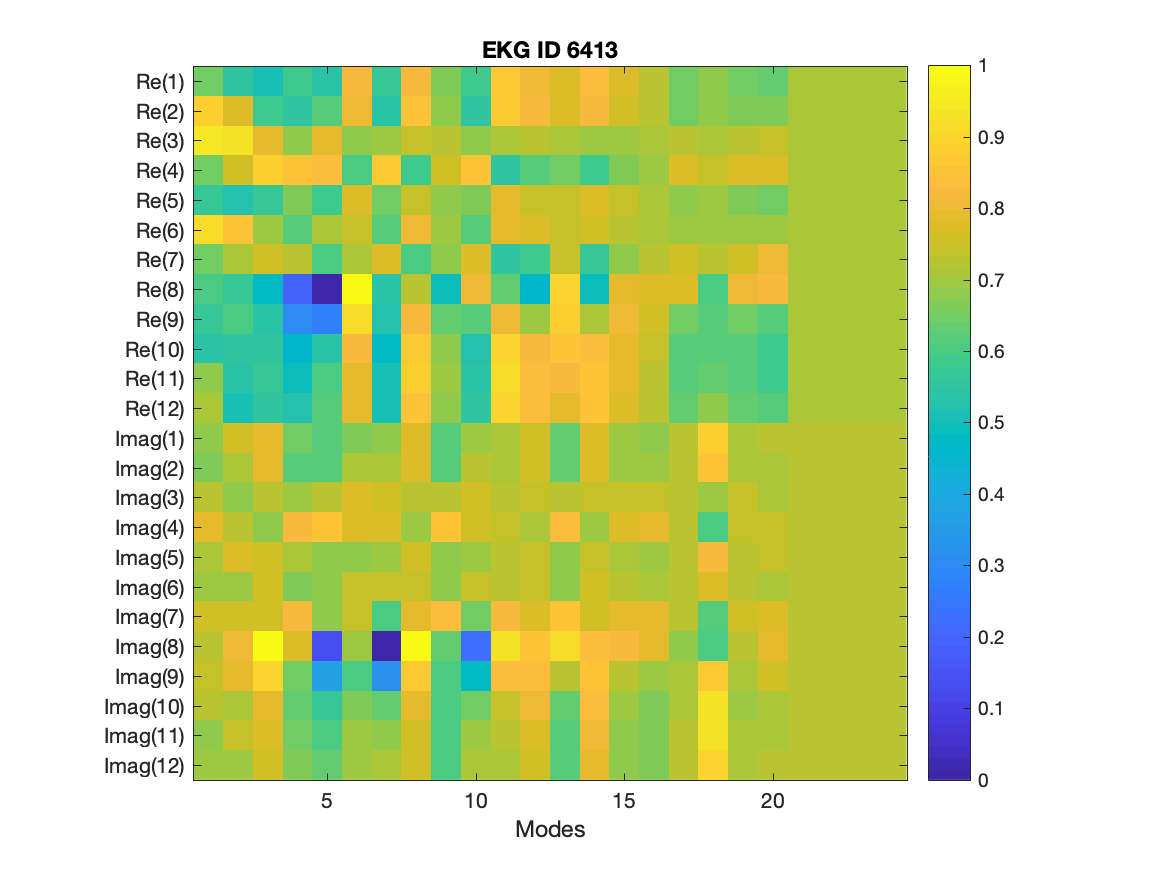 EKG ID 6413
Re(1)
Re(2)
Re(3)
Re(4)
Re(5)
Re(6)
Re(7)
Re(8)
Re(9)
Re(10)
Re(11)
Re(12)
Imag(1)
Imag(2)
Imag(3)
Imag(4)
Imag(5)
Imag(6)
Imag(7)
Imag(8)
Imag(9)
Imag(10)
Imag(11)
Imag(12)
5 10 15 20
Modes
1
0.9
0.8
0.7
0.6
0.5
0.4
0.3
0.2
0.1
0